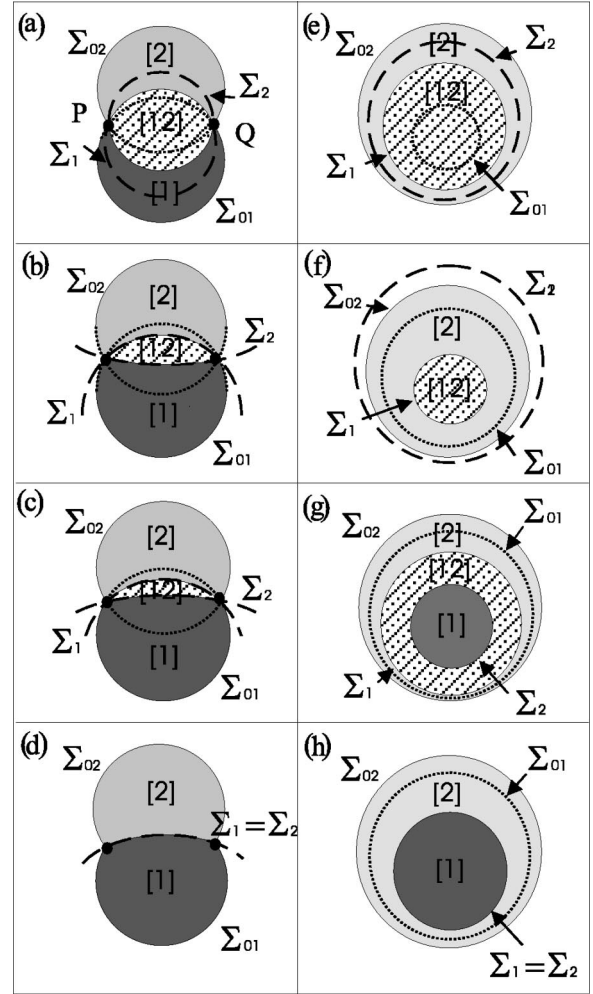 (a)
Σ₀₂
[2]
Σ₂
P
[12]
Q
Σ₁
[1]
Σ₀₁
(b)
Σ₀₂
[2]
Σ₂
[12]
Σ₁
[1]
Σ₀₁
(c)
Σ₀₂
[2]
Σ₂
[12]
Σ₁
[1]
Σ₀₁
(d)
Σ₀₂
[2]
Σ₁=Σ₂
[1]
Σ₀₁
(e)
Σ₀₂
[2]
Σ₂
[12]
Σ₁
Σ₀₁
(f)
Σ₀₂
Σ₂
[2]
[12]
Σ₁
Σ₀₁
(g)
Σ₀₂
[2]
Σ₀₁
[12]
[1]
Σ₁
Σ₂
(h)
Σ₀₂
Σ₀₁
[2]
[1]
Σ₁=Σ₂